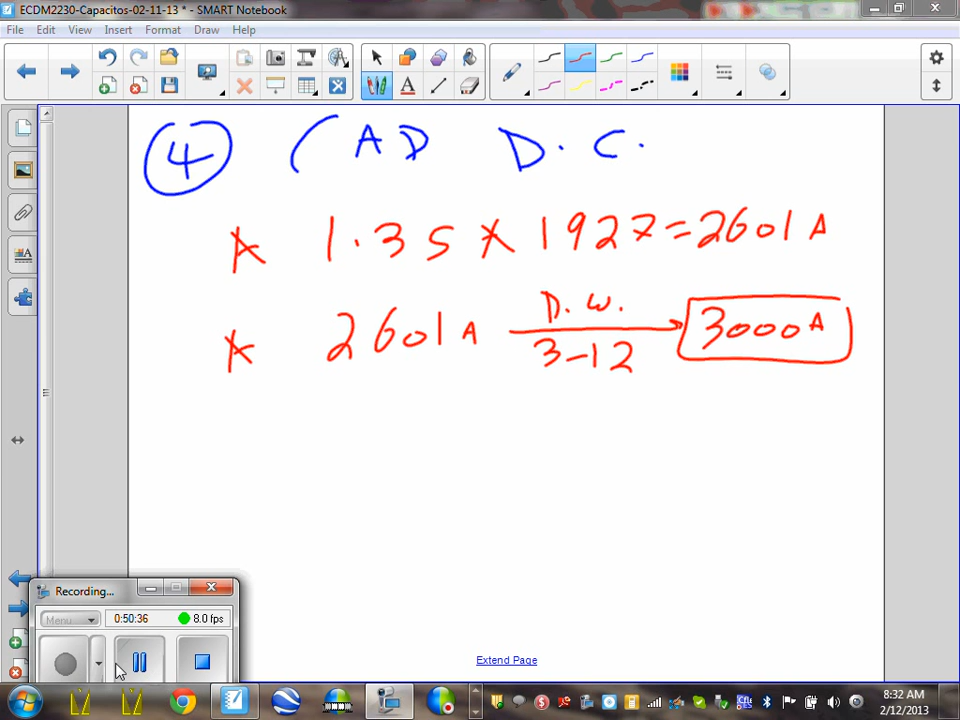 ECDM2230-Capacitos-02-11-13 * - SMART Notebook
File Edit View Insert Format Draw Help
④ CAP D.C.
* 1.35 X 1927 = 2601 A
* 2601 A D.W. 3-12 → 3000 A
Recording...
Menu 0:50:36 8.0 fps
Extend Page
8:32 AM
2/12/2013